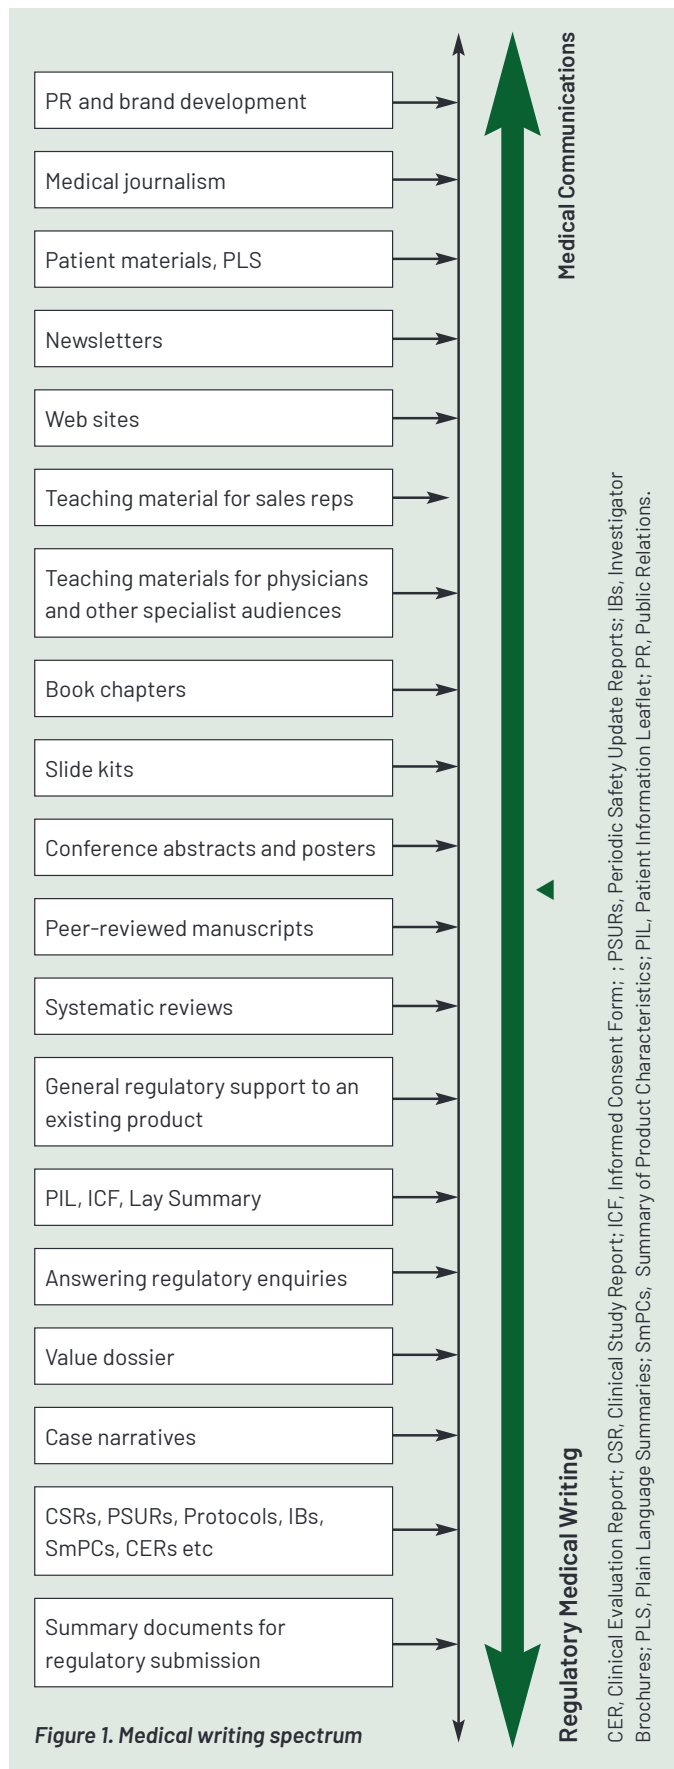 PR and brand development
Medical journalism
Patient materials, PLS
Newsletters
Web sites
Teaching material for sales reps
Teaching materials for physicians
and other specialist audiences
Book chapters
Slide kits
Conference abstracts and posters
Peer-reviewed manuscripts
Systematic reviews
General regulatory support to an
existing product
PIL, ICF, Lay Summary
Answering regulatory enquiries
Value dossier
Case narratives
CSRs, PSURs, Protocols, IBs,
SmPCs, CERs etc
Summary documents for
regulatory submission
Figure 1. Medical writing spectrum
Medical Communications
Regulatory Medical Writing
CER, Clinical Evaluation Report; CSR, Clinical Study Report; ICF, Informed Consent Form; ; PSURs, Periodic Safety Update Reports; IBs, Investigator
Brochures; PLS, Plain Language Summaries; SmPCs, Summary of Product Characteristics; PIL, Patient Information Leaflet; PR, Public Relations.